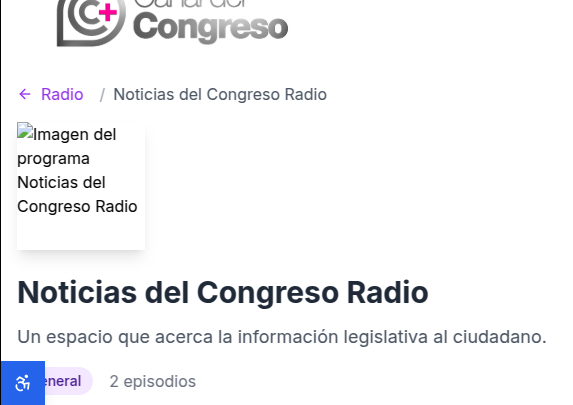 Canal del
Congreso
← Radio / Noticias del Congreso Radio
Imagen del
programa
Noticias del
Congreso Radio
Noticias del Congreso Radio
Un espacio que acerca la información legislativa al ciudadano.
eneral 2 episodios